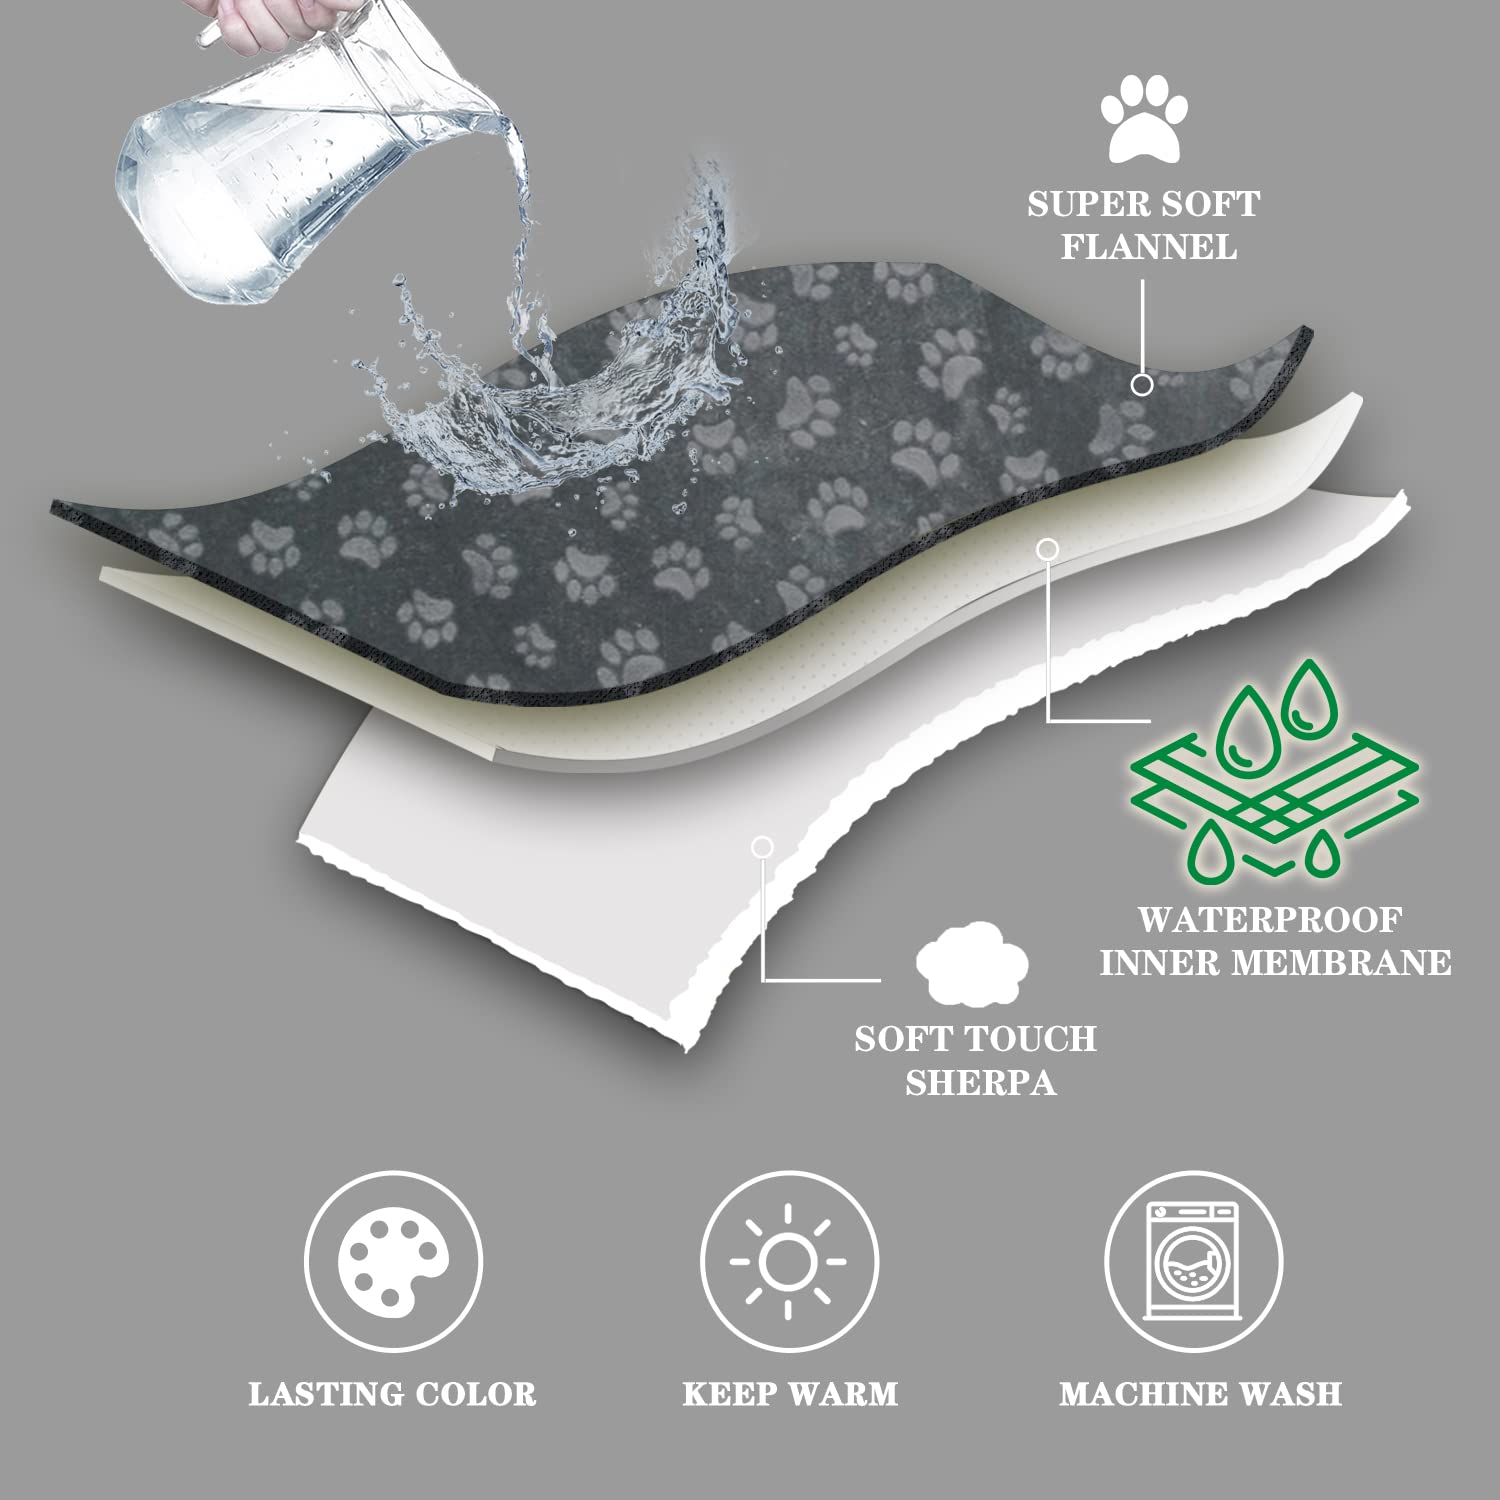 SUPER SOFT
FLANNEL
WATERPROOF
INNER MEMBRANE
SOFT TOUCH
SHERPA
LASTING COLOR
KEEP WARM
MACHINE WASH